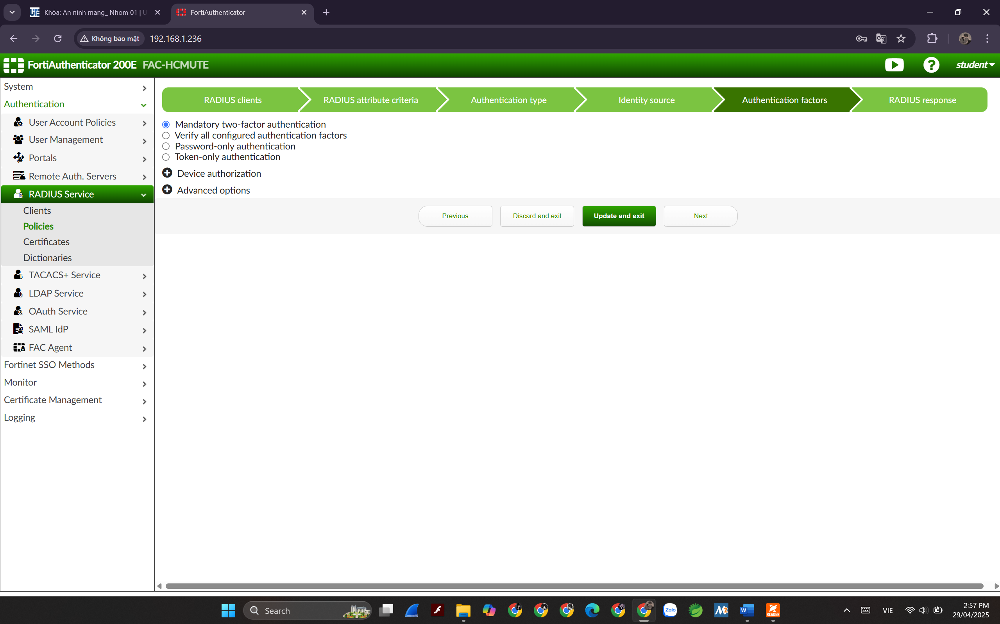 Khóa: An ninh mang_ Nhom 01 | U
FortiAuthenticator
Không bảo mật
192.168.1.236
FortiAuthenticator 200E FAC-HCMUTE
student
System
Authentication
User Account Policies
User Management
Portals
Remote Auth. Servers
RADIUS Service
Clients
Policies
Certificates
Dictionaries
TACACS+ Service
LDAP Service
OAuth Service
SAML IdP
FAC Agent
Fortinet SSO Methods
Monitor
Certificate Management
Logging
RADIUS clients
RADIUS attribute criteria
Authentication type
Identity source
Authentication factors
RADIUS response
Mandatory two-factor authentication
Verify all configured authentication factors
Password-only authentication
Token-only authentication
Device authorization
Advanced options
Previous
Discard and exit
Update and exit
Next
Search
Zalo
READER
VIE
2:57 PM
29/04/2025